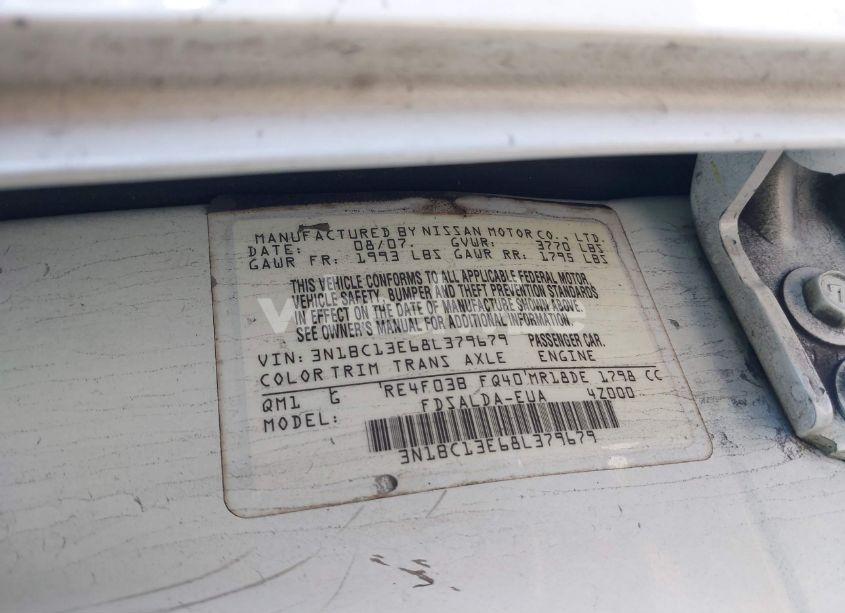 MANUFACTURED BY NISSAN MOTOR CO., LTD.
DATE: 08/07. GVWR: 3770 LBS
GAWR FR: 1993 LBS GAWR RR: 1795 LBS
THIS VEHICLE CONFORMS TO ALL APPLICABLE FEDERAL MOTOR
VEHICLE SAFETY, BUMPER AND THEFT PREVENTION STANDARDS
IN EFFECT ON THE DATE OF MANUFACTURE SHOWN ABOVE
SEE OWNER'S MANUAL FOR ADDITIONAL INFORMATION.
VIN: 3N1BC13E68L379679 PASSENGER CAR.
COLOR TRIM TRANS AXLE ENGINE
QM1 G RE4F03B FQ40 MR18DE 1798 CC
MODEL: FDSALDA-EUA 4Z000
3N1BC13E68L379679